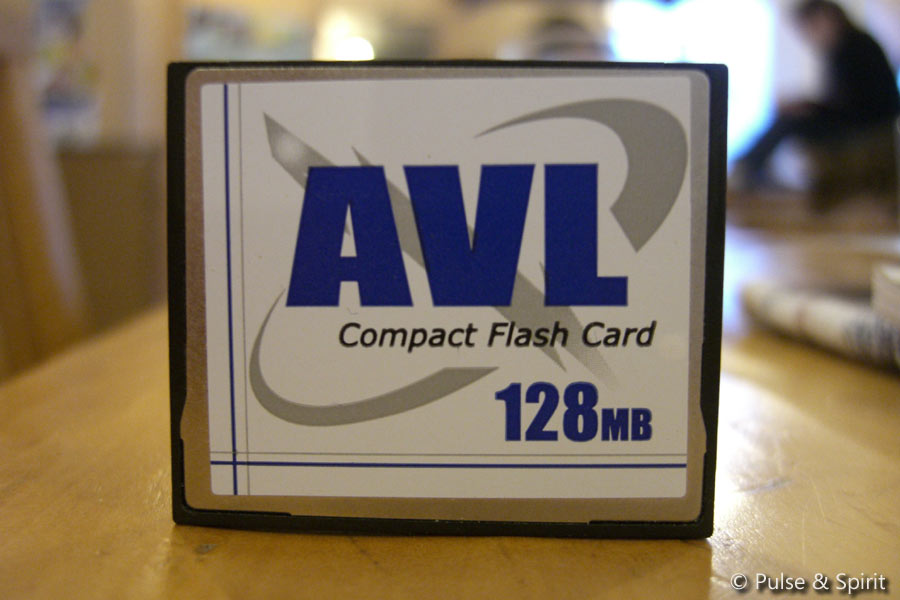 AVL
Compact Flash Card
128MB
© Pulse & Spirit